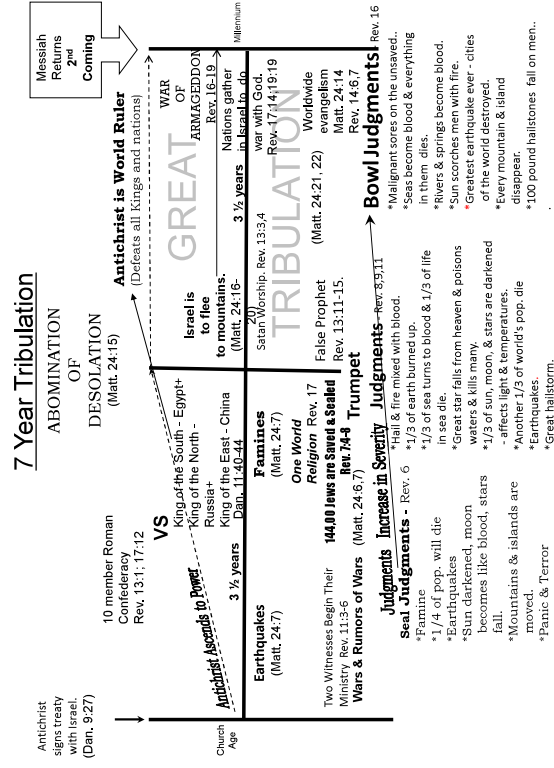 7 Year Tribulation
Antichrist
signs treaty
with Israel.
(Dan. 9:27)
10 member Roman
Confederacy
Rev. 13:1; 17:12
ABOMINATION
OF
DESOLATION
(Matt. 24:15)
Antichrist is World Ruler
(Defeats all Kings and nations)
Messiah
Returns
2nd
Coming
VS
King of the South - Egypt+
King of the North -
Russia+
King of the East - China
Dan. 11:40-44
Antichrist Ascends to Power
GREAT
WAR
OF
ARMAGEDDON
Rev. 16-19
Israel is
to flee
to mountains.
(Matt. 24:16-
20)
Nations gather
in Israel to do
war with God.
Rev. 17:14;19:19
Church
Age
3 ½ years
3 ½ years
Millennium
Earthquakes
(Matt. 24:7)
Famines
(Matt. 24:7)
Satan Worship. Rev. 13:3,4
TRIBULATION
(Matt. 24:21, 22)
One World
Religion Rev. 17
False Prophet
Rev. 13:11-15.
Worldwide
evangelism
Matt. 24:14
Rev. 14:6,7
Two Witnesses Begin Their
Ministry Rev. 11:3-6
144,00 Jews are Saved & Sealed
Rev. 7:4-8
Wars & Rumors of Wars (Matt. 24:6,7)
Judgments Increase in Severity
Seal Judgments - Rev. 6
*Famine
*1/4 of pop. will die
*Earthquakes
*Sun darkened, moon
becomes like blood, stars
fall.
*Mountains & islands are
moved.
*Panic & Terror
Trumpet
Judgments - Rev. 8,9,11
*Hail & fire mixed with blood.
*1/3 of earth burned up.
*1/3 of sea turns to blood & 1/3 of life
in sea die.
*Great star falls from heaven & poisons
waters & kills many.
*1/3 of sun, moon, & stars are darkened
- affects light & temperatures.
*Another 1/3 of world's pop. die
*Earthquakes.
*Great hailstorm.
Bowl Judgments - Rev. 16
*Malignant sores on the unsaved..
*Seas become blood & everything
in them dies.
*Rivers & springs become blood.
*Sun scorches men with fire.
*Greatest earthquake ever - cities
of the world destroyed.
*Every mountain & island
disappear.
*100 pound hailstones fall on men..
.